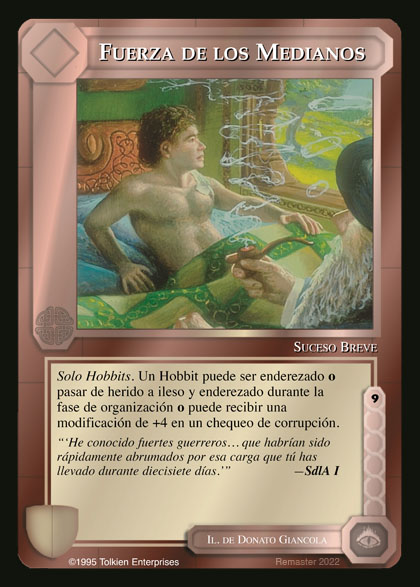 Fuerza de los Medianos
Suceso Breve
Solo Hobbits. Un Hobbit puede ser enderezado o
pasar de herido a ileso y enderezado durante la
fase de organización o puede recibir una
modificación de +4 en un chequeo de corrupción.
“‘He conocido fuertes guerreros… que habrían sido
rápidamente abrumados por esa carga que tú has
llevado durante diecisiete días.’” —SdlA I
9
Il. de Donato Giancola
©1995 Tolkien Enterprises Remaster 2022